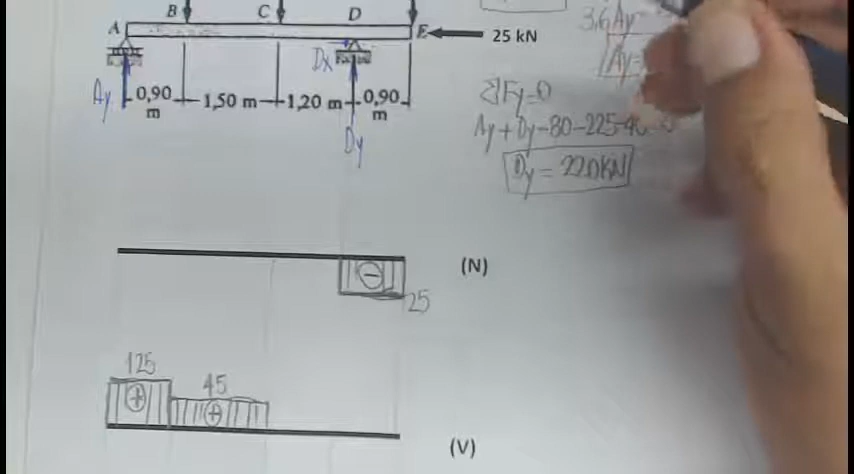 B C D
A E 25 kN
Dx
Ay 0,90 m 1,50 m 1,20 m 0,90 m
Dy
3,6Ay
Ay=
ΣFy=0
Ay+Dy-80-225-40
Dy = 220KN
(N)
-
25
125
45
+ +
(V)